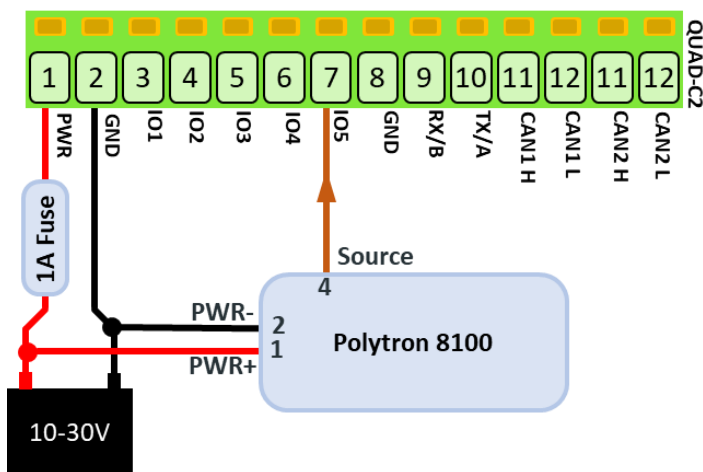 1 2 3 4 5 6 7 8 9 10 11 12 11 12
QUAD-C2
PWR
GND
IO1
IO2
IO3
IO4
IO5
GND
RX/B
TX/A
CAN1 H
CAN1 L
CAN2 H
CAN2 L
1A Fuse
Source
4
PWR-
2
Polytron 8100
1
PWR+
10-30V